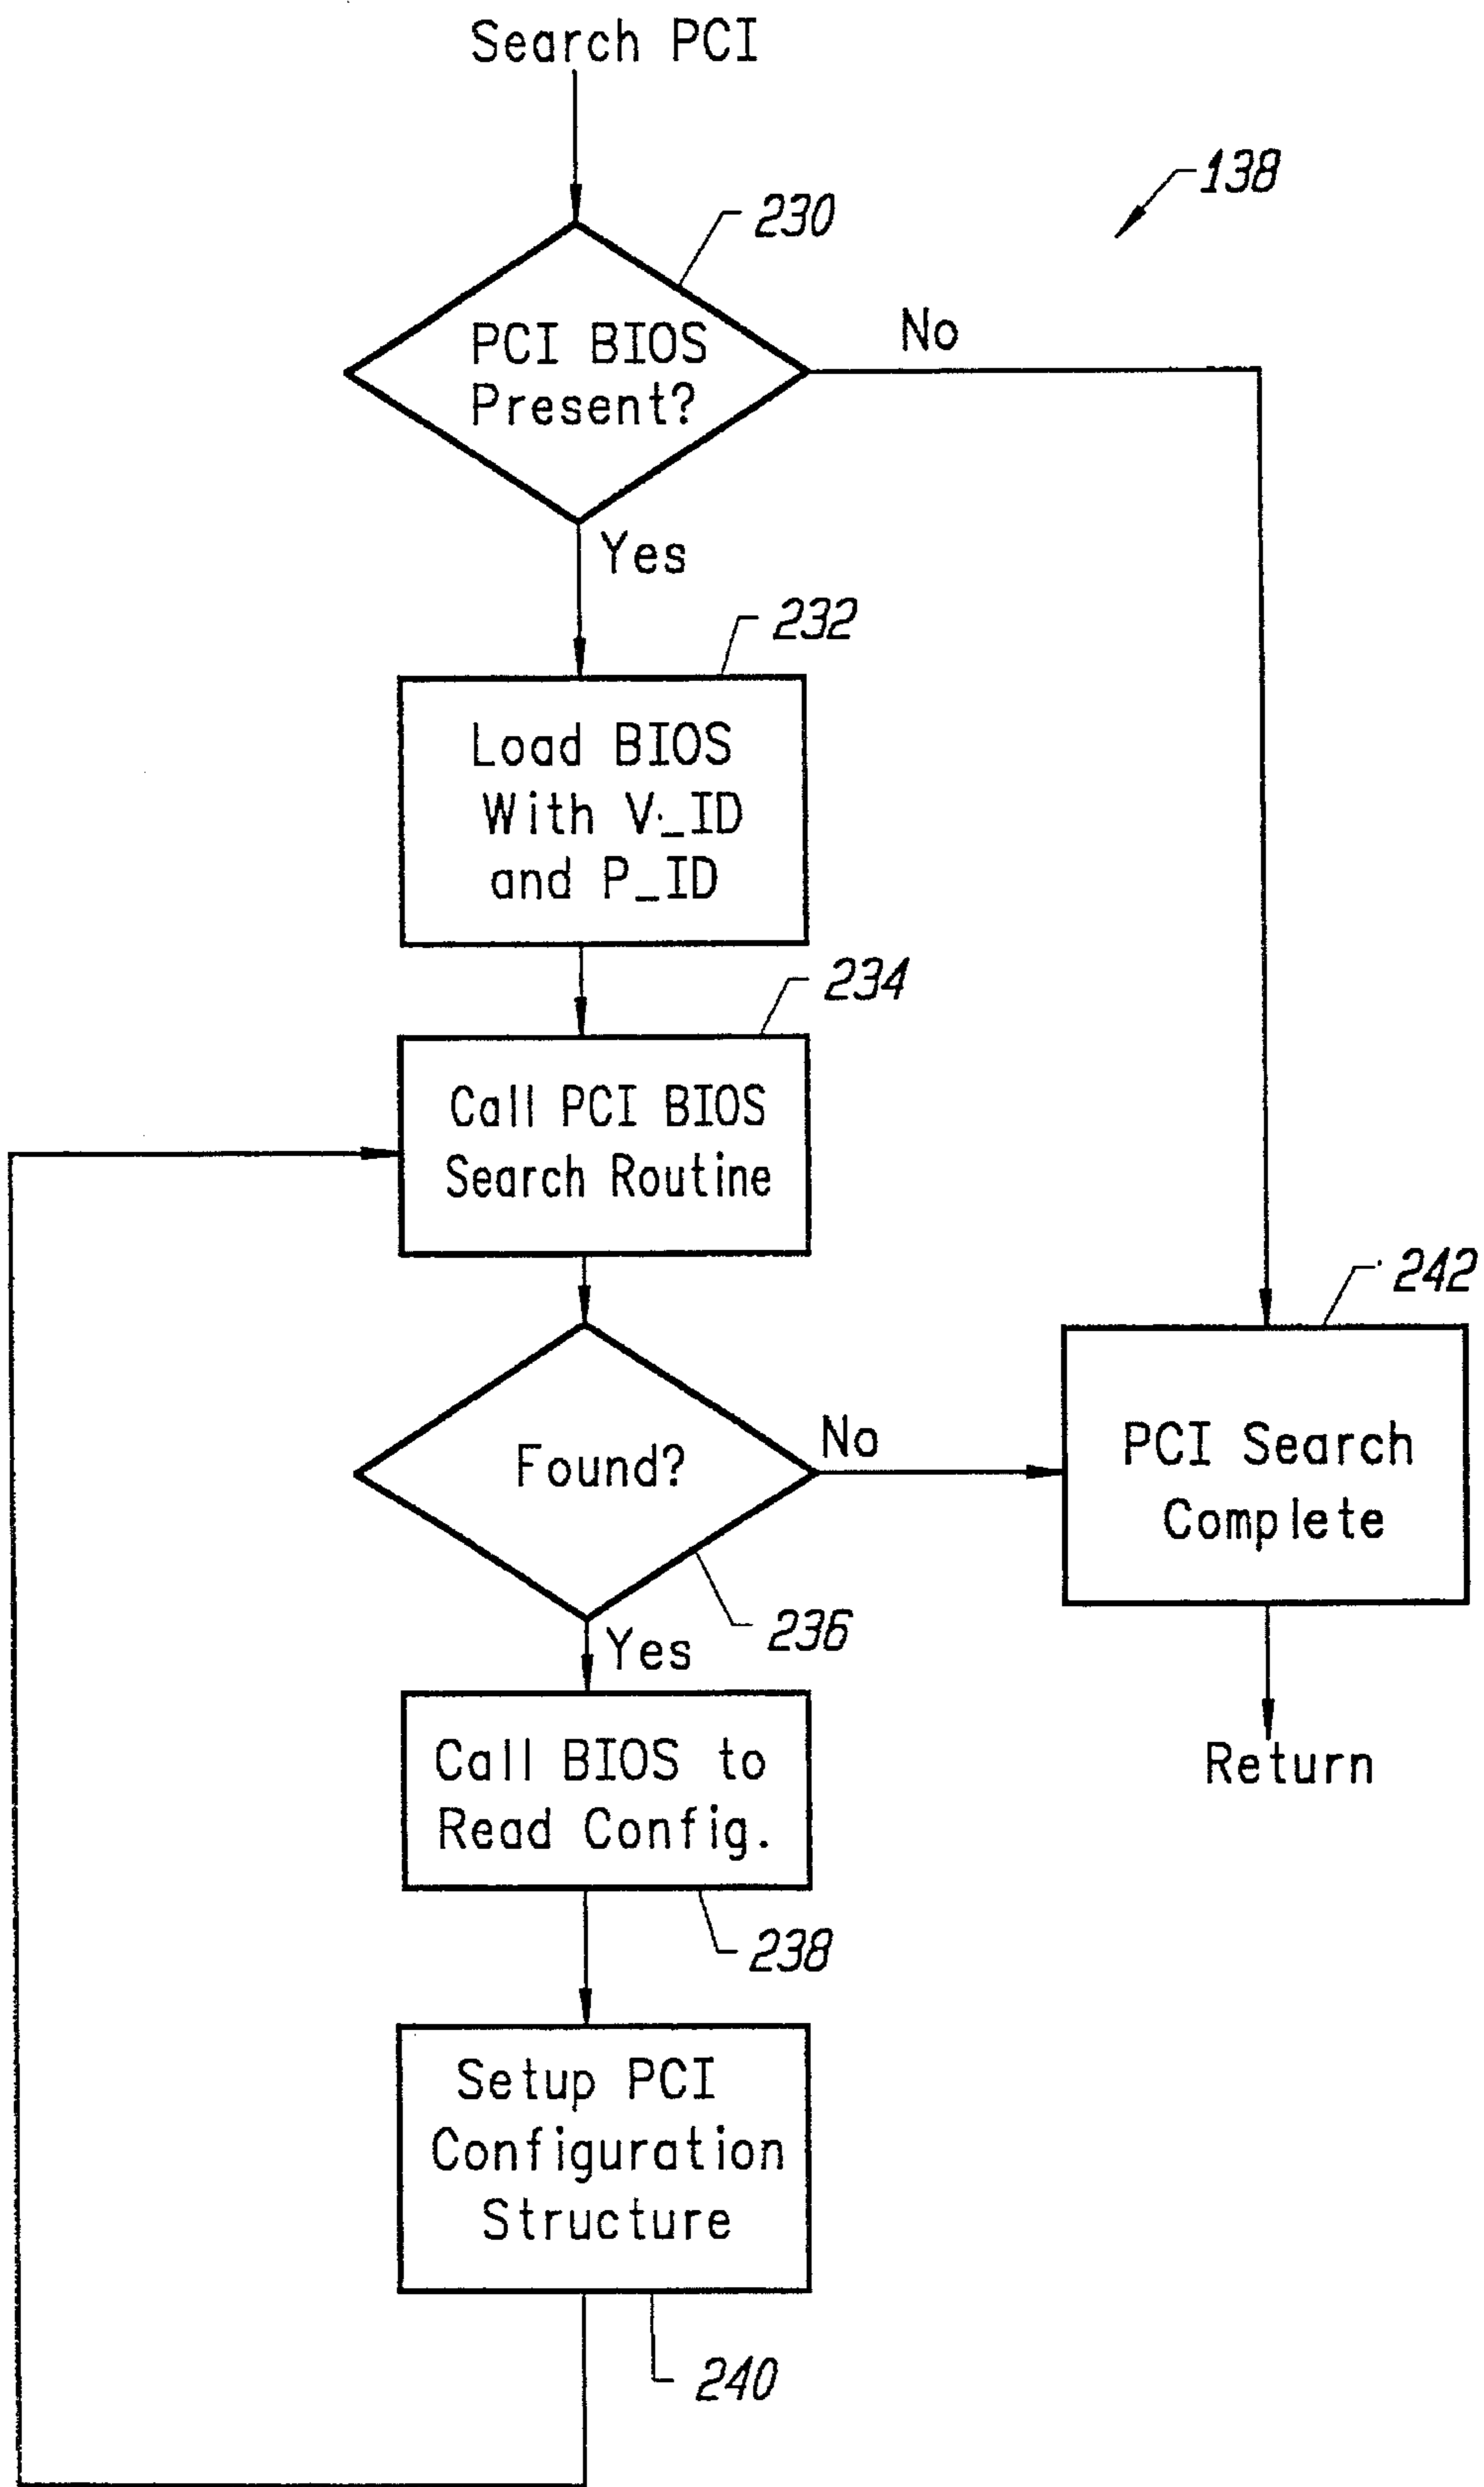 Search PCI
138
230
PCI BIOS
Present?
No
Yes
232
Load BIOS
With V_ID
and P_ID
234
Call PCI BIOS
Search Routine
242
Found?
No
PCI Search
Complete
236
Yes
Call BIOS to
Read Config.
Return
238
Setup PCI
Configuration
Structure
240